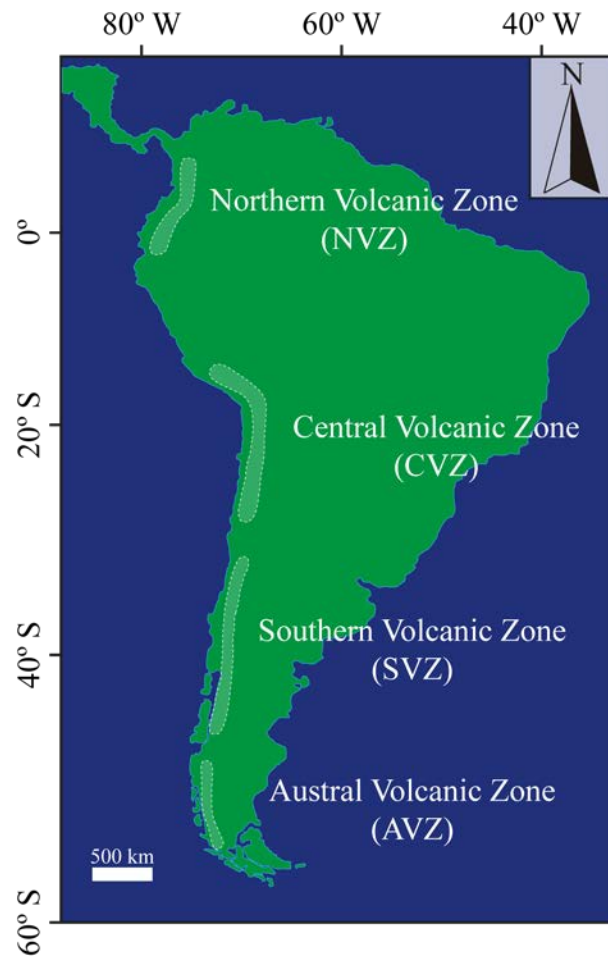 80º W 60º W 40º W
N
Northern Volcanic Zone
(NVZ)
0º
20º S
Central Volcanic Zone
(CVZ)
Southern Volcanic Zone
(SVZ)
40º S
Austral Volcanic Zone
(AVZ)
500 km
60º S